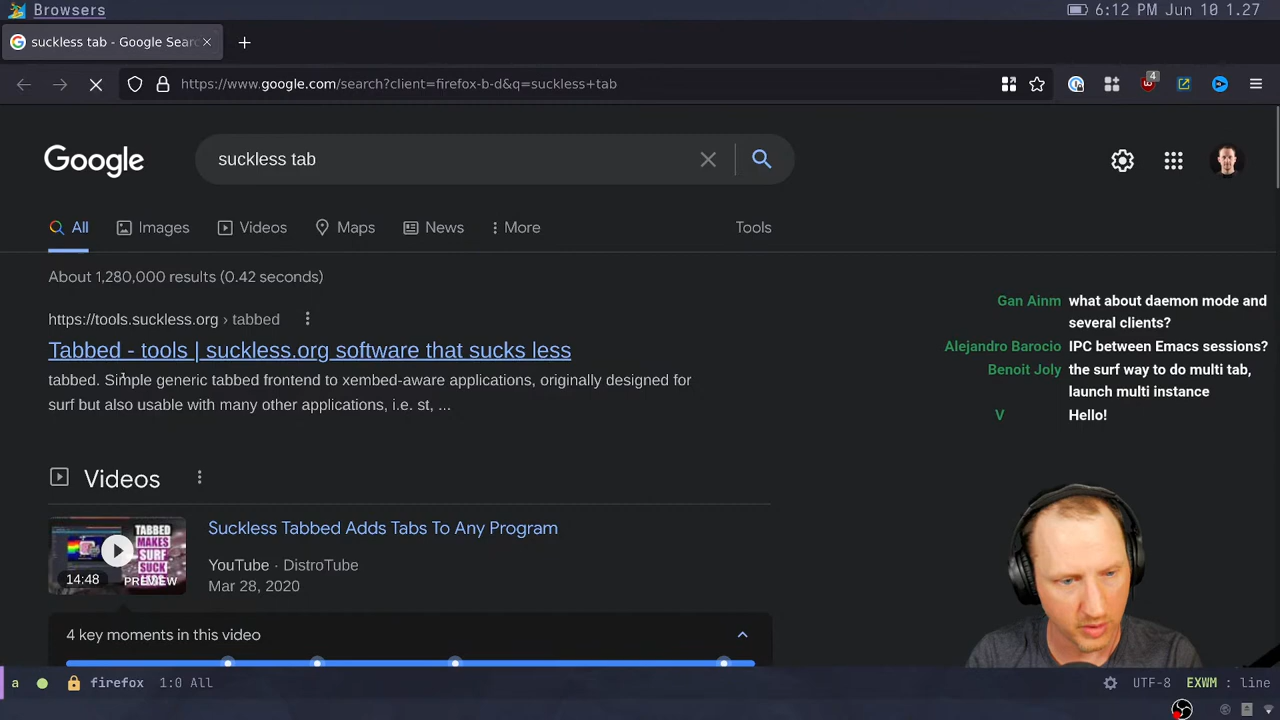 Browsers
6:12 PM Jun 10 1.27
suckless tab - Google Sear
https://www.google.com/search?client=firefox-b-d&q=suckless+tab
4
Google
suckless tab
All
Images
Videos
Maps
News
More
Tools
About 1,280,000 results (0.42 seconds)
https://tools.suckless.org › tabbed
Tabbed - tools | suckless.org software that sucks less
tabbed. Simple generic tabbed frontend to xembed-aware applications, originally designed for
surf but also usable with many other applications, i.e. st, ...
Gan Ainm what about daemon mode and
several clients?
Alejandro Barocio IPC between Emacs sessions?
Benoit Joly the surf way to do multi tab,
launch multi instance
V Hello!
Videos
TABBED
MAKES
SURF
SUCK
14:48
PREVIEW
Suckless Tabbed Adds Tabs To Any Program
YouTube · DistroTube
Mar 28, 2020
4 key moments in this video
a
firefox
1:0 All
UTF-8
EXWM : line